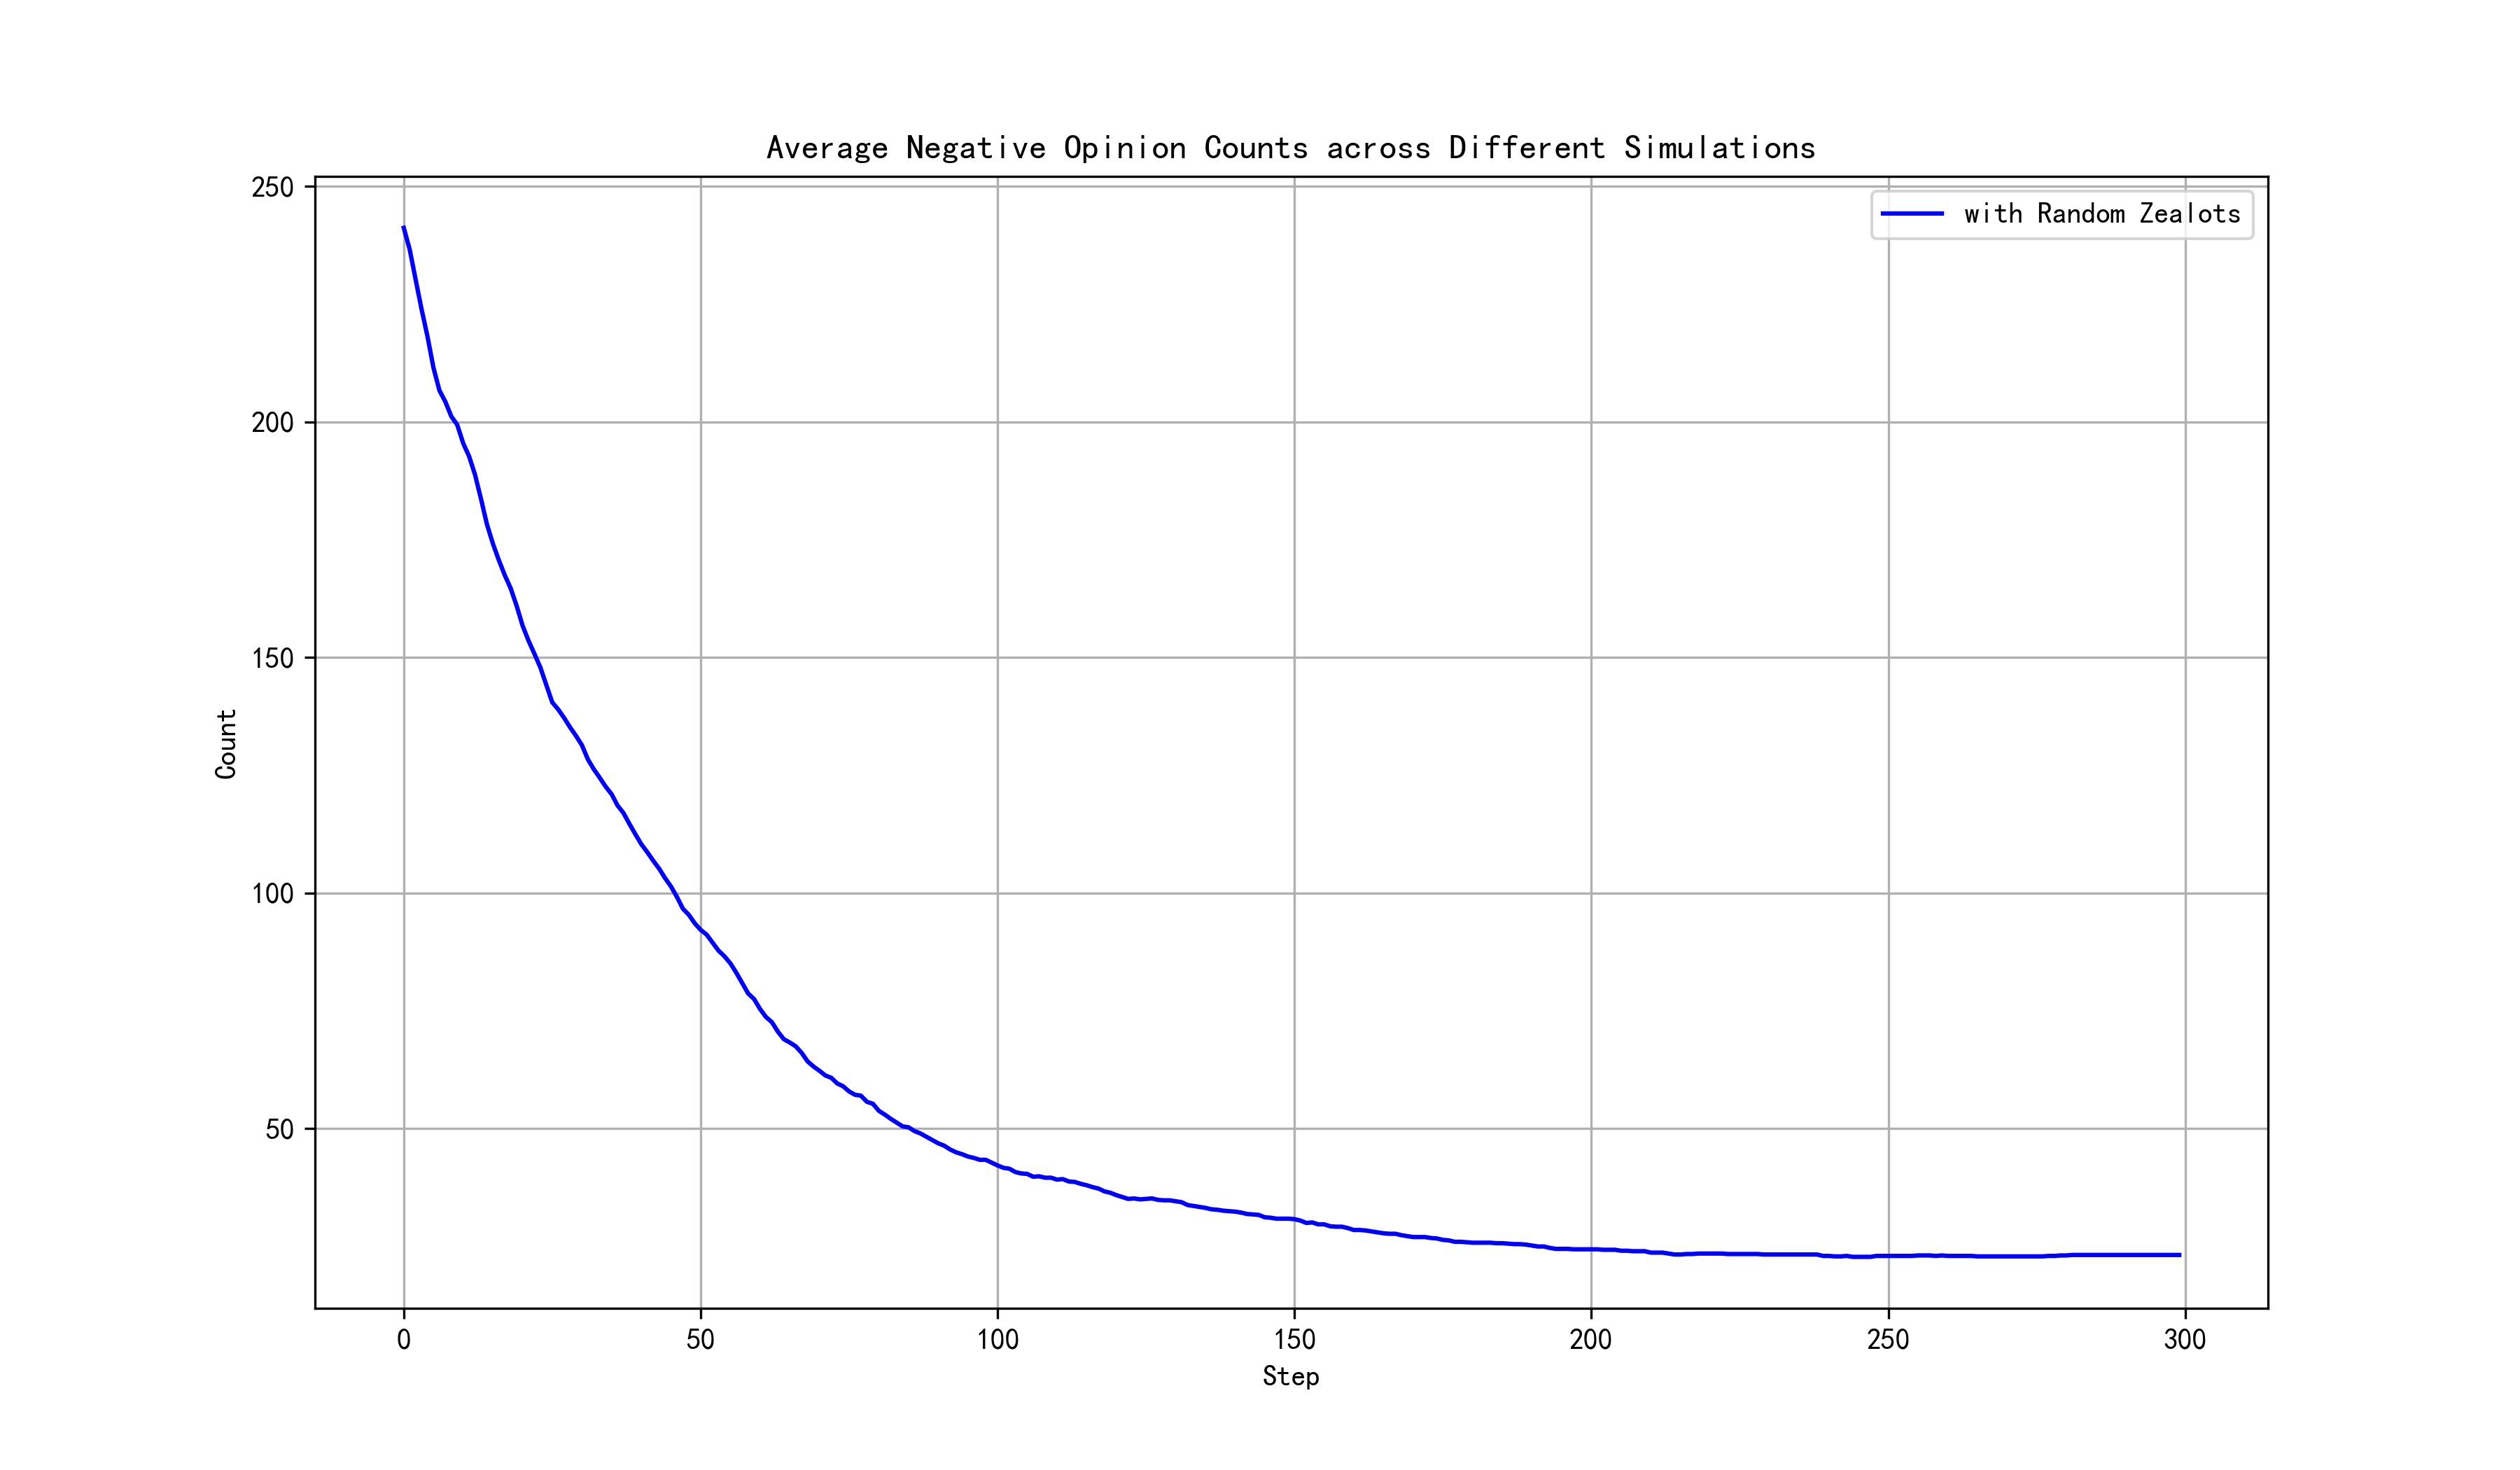 Average Negative Opinion Counts across Different Simulations
with Random Zealots
250
200
150
100
50
Count
0 50 100 150 200 250 300
Step